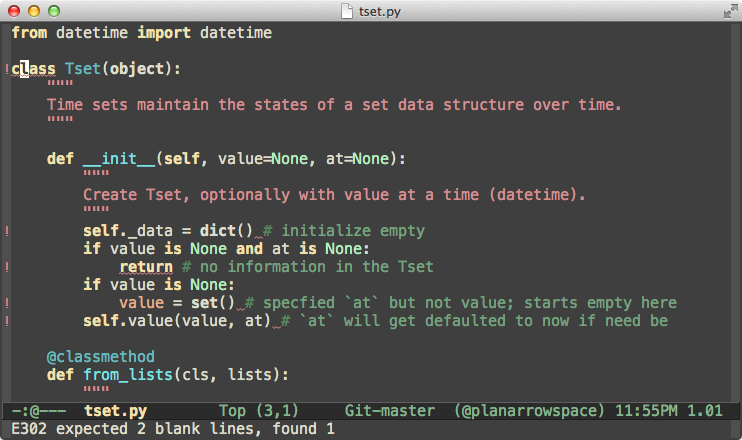 tset.py
from datetime import datetime
!class Tset(object):
"""
Time sets maintain the states of a set data structure over time.
"""
def __init__(self, value=None, at=None):
"""
Create Tset, optionally with value at a time (datetime).
"""
! self._data = dict() # initialize empty
if value is None and at is None:
! return # no information in the Tset
if value is None:
! value = set() # specfied `at` but not value; starts empty here
! self.value(value, at) # `at` will get defaulted to now if need be
@classmethod
def from_lists(cls, lists):
"""
-:@--- tset.py Top (3,1) Git-master (@planarrowspace) 11:55PM 1.01
E302 expected 2 blank lines, found 1